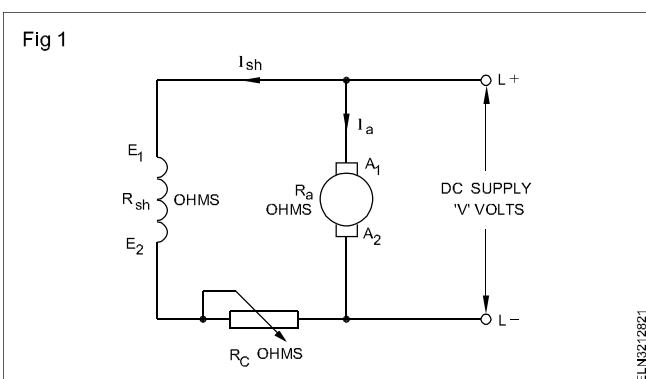 Fig 1
Ish
L +
Ia
E1
A1
Rsh OHMS
Ra
OHMS
DC SUPPLY
'V' VOLTS
E2
A2
L −
RC OHMS
ELN3212821